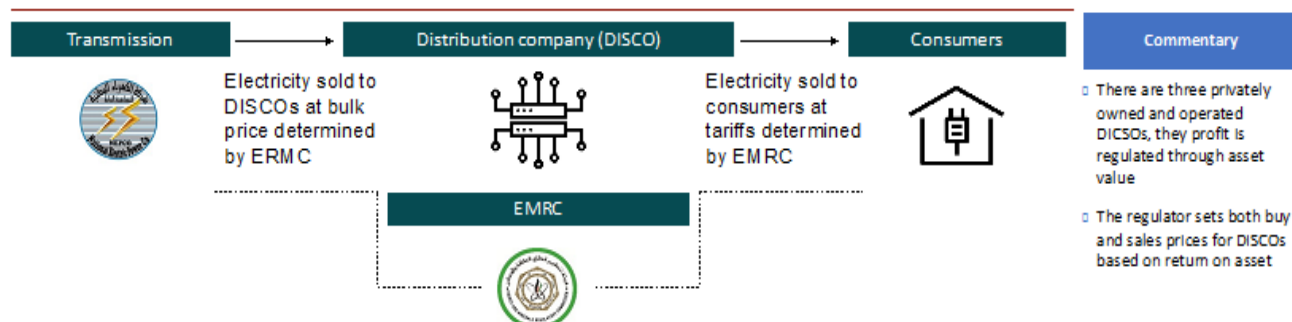 Transmission
Distribution company (DISCO)
Consumers
Commentary
Electricity sold to
DISCOs at bulk
price determined
by ERMC
Electricity sold to
consumers at
tariffs determined
by EMRC
EMRC
There are three privately
owned and operated
DICSOs, they profit is
regulated through asset
value
The regulator sets both buy
and sales prices for DISCOs
based on return on asset